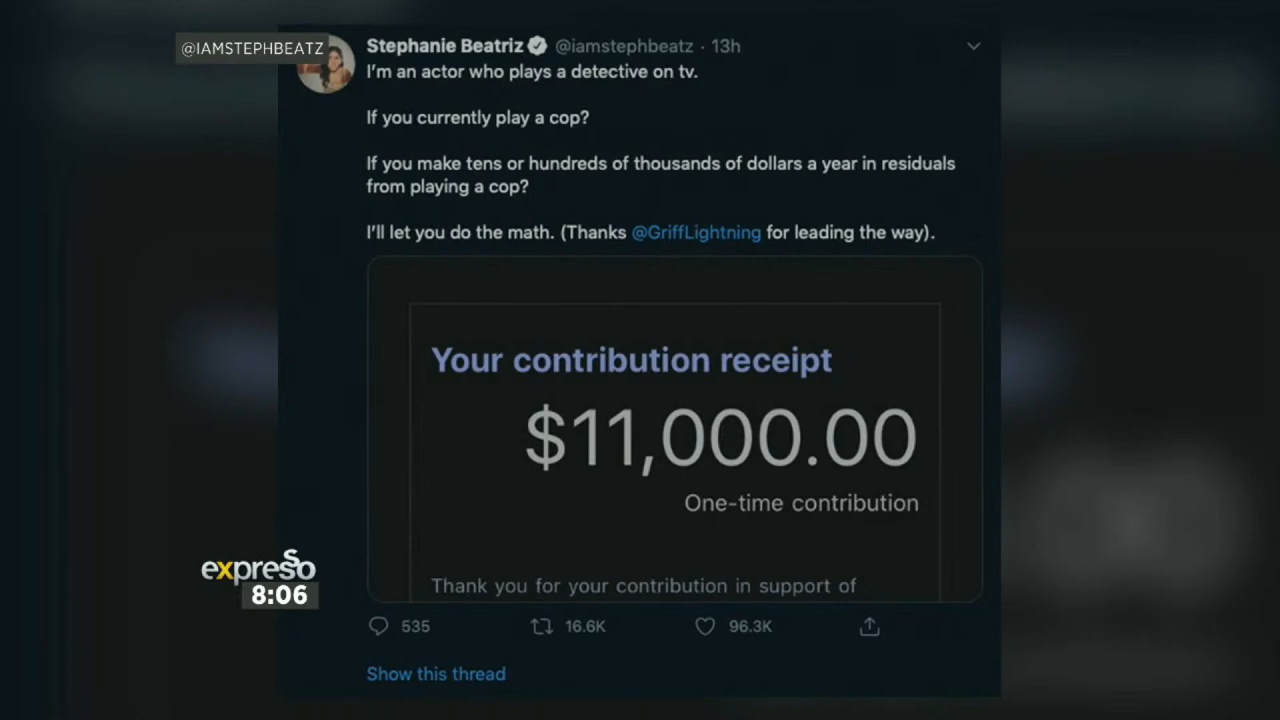 @IAMSTEPHBEATZ
Stephanie Beatriz @iamstephbeatz · 13h
I'm an actor who plays a detective on tv.
If you currently play a cop?
If you make tens or hundreds of thousands of dollars a year in residuals
from playing a cop?
I'll let you do the math. (Thanks @GriffLightning for leading the way).
Your contribution receipt
$11,000.00
One-time contribution
Thank you for your contribution in support of
535 16.6K 96.3K
Show this thread
expresso
8:06